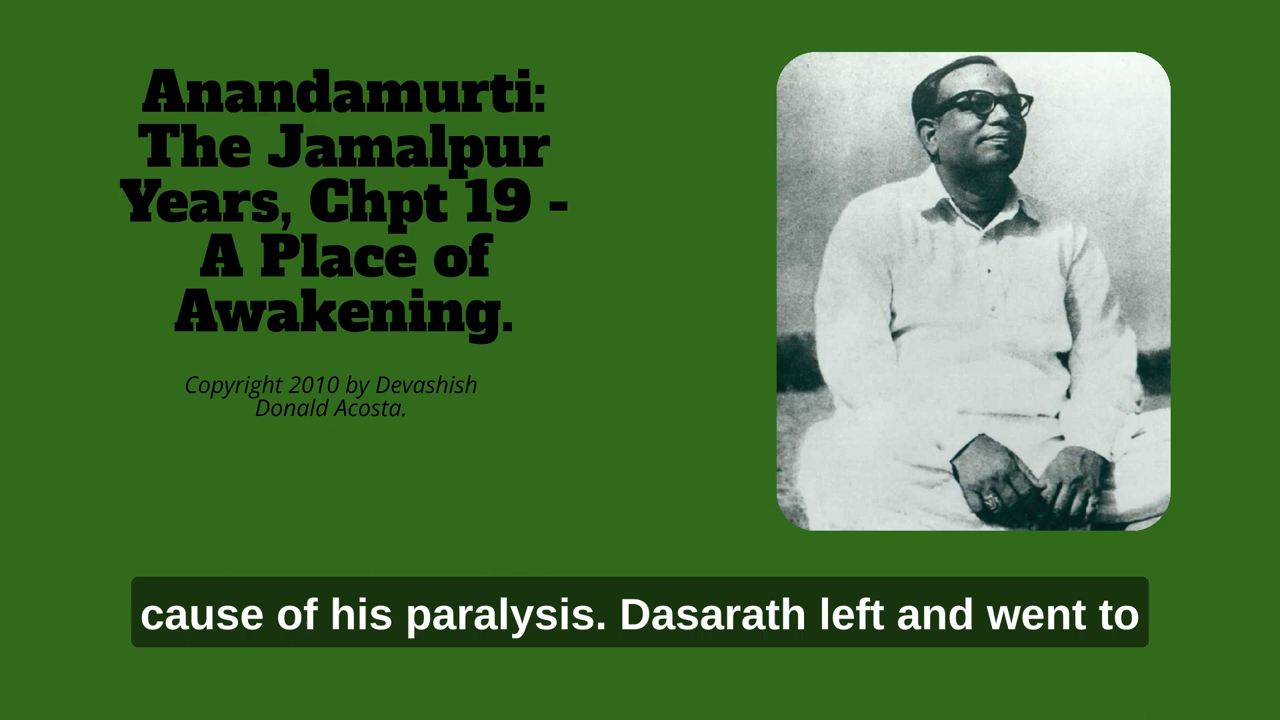 Anandamurti:
The Jamalpur
Years, Chpt 19 -
A Place of
Awakening.
Copyright 2010 by Devashish
Donald Acosta.
cause of his paralysis. Dasarath left and went to